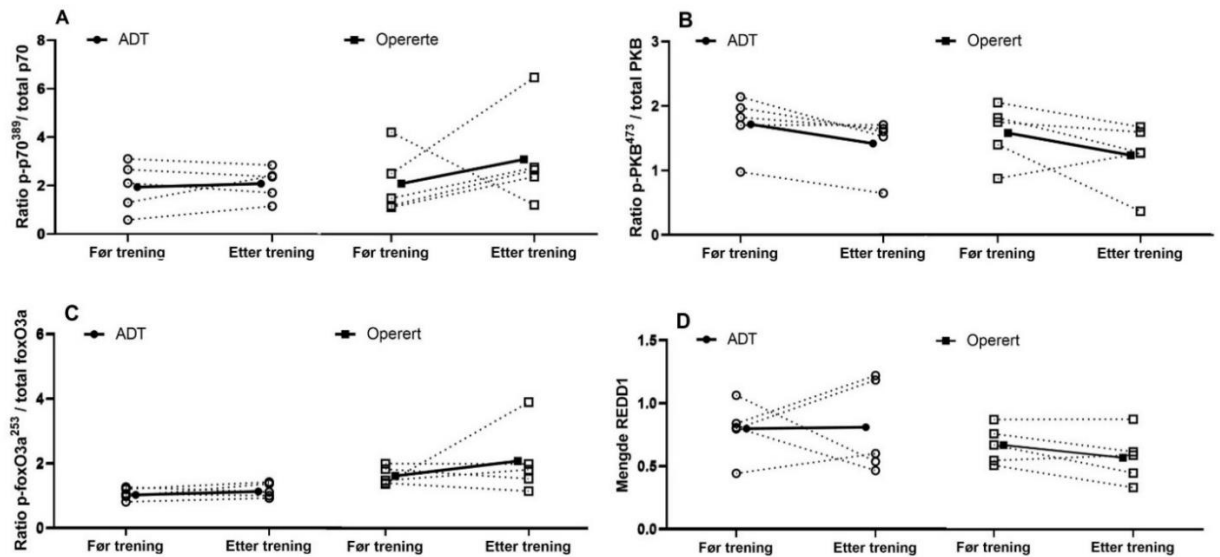 A
ADT
Opererte
Ratio p-p70³⁸⁹/ total p70
8
6
4
2
0
Før trening
Etter trening
Før trening
Etter trening
B
ADT
Operert
Ratio p-PKB⁴⁷³ / total PKB
3
2
1
0
Før trening
Etter trening
Før trening
Etter trening
C
ADT
Operert
Ratio p-foxO3a²⁵³ / total foxO3a
6
4
2
0
Før trening
Etter trening
Før trening
Etter trening
D
ADT
Operert
Mengde REDD1
1.5
1.0
0.5
0.0
Før trening
Etter trening
Før trening
Etter trening